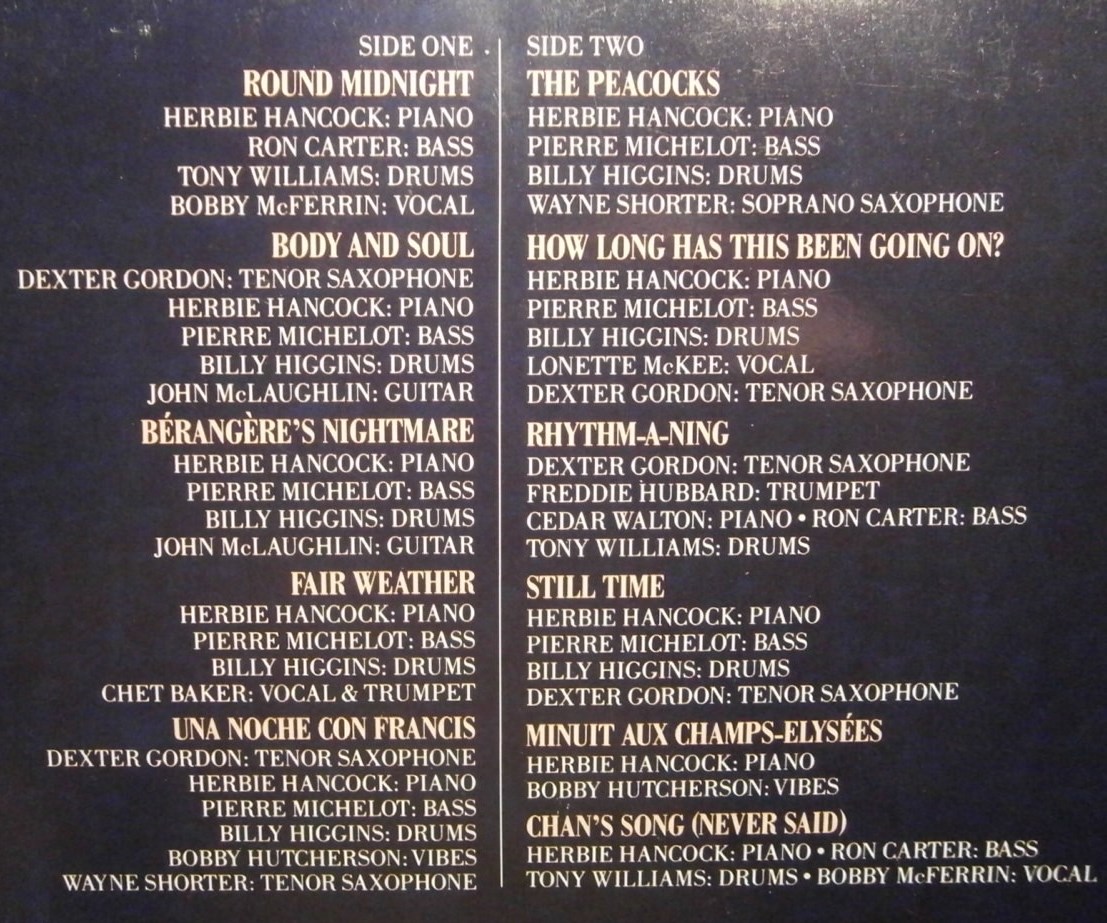 SIDE ONE
ROUND MIDNIGHT
HERBIE HANCOCK: PIANO
RON CARTER: BASS
TONY WILLIAMS: DRUMS
BOBBY McFERRIN: VOCAL
BODY AND SOUL
DEXTER GORDON: TENOR SAXOPHONE
HERBIE HANCOCK: PIANO
PIERRE MICHELOT: BASS
BILLY HIGGINS: DRUMS
JOHN McLAUGHLIN: GUITAR
BÉRANGÈRE'S NIGHTMARE
HERBIE HANCOCK: PIANO
PIERRE MICHELOT: BASS
BILLY HIGGINS: DRUMS
JOHN McLAUGHLIN: GUITAR
FAIR WEATHER
HERBIE HANCOCK: PIANO
PIERRE MICHELOT: BASS
BILLY HIGGINS: DRUMS
CHET BAKER: VOCAL & TRUMPET
UNA NOCHE CON FRANCIS
DEXTER GORDON: TENOR SAXOPHONE
HERBIE HANCOCK: PIANO
PIERRE MICHELOT: BASS
BILLY HIGGINS: DRUMS
BOBBY HUTCHERSON: VIBES
WAYNE SHORTER: TENOR SAXOPHONE
SIDE TWO
THE PEACOCKS
HERBIE HANCOCK: PIANO
PIERRE MICHELOT: BASS
BILLY HIGGINS: DRUMS
WAYNE SHORTER: SOPRANO SAXOPHONE
HOW LONG HAS THIS BEEN GOING ON?
HERBIE HANCOCK: PIANO
PIERRE MICHELOT: BASS
BILLY HIGGINS: DRUMS
LONETTE McKEE: VOCAL
DEXTER GORDON: TENOR SAXOPHONE
RHYTHM-A-NING
DEXTER GORDON: TENOR SAXOPHONE
FREDDIE HUBBARD: TRUMPET
CEDAR WALTON: PIANO • RON CARTER: BASS
TONY WILLIAMS: DRUMS
STILL TIME
HERBIE HANCOCK: PIANO
PIERRE MICHELOT: BASS
BILLY HIGGINS: DRUMS
DEXTER GORDON: TENOR SAXOPHONE
MINUIT AUX CHAMPS-ELYSÉES
HERBIE HANCOCK: PIANO
BOBBY HUTCHERSON: VIBES
CHAN'S SONG (NEVER SAID)
HERBIE HANCOCK: PIANO • RON CARTER: BASS
TONY WILLIAMS: DRUMS • BOBBY McFERRIN: VOCAL